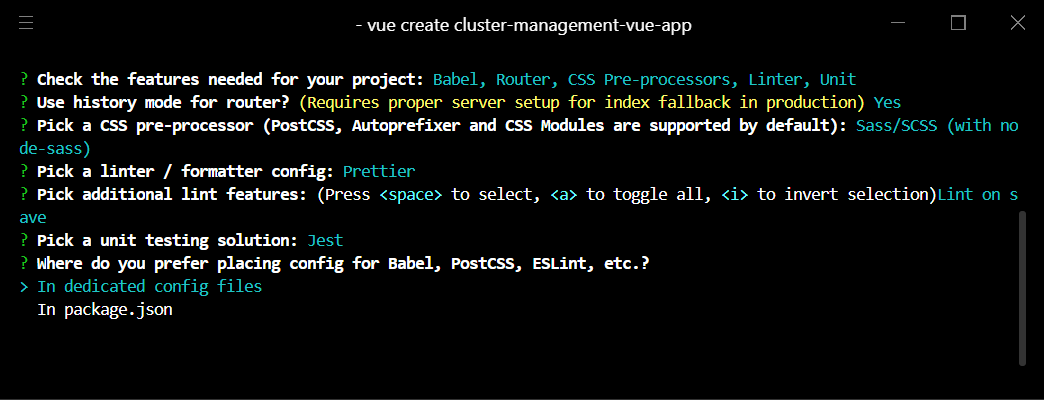 - vue create cluster-management-vue-app
? Check the features needed for your project: Babel, Router, CSS Pre-processors, Linter, Unit
? Use history mode for router? (Requires proper server setup for index fallback in production) Yes
? Pick a CSS pre-processor (PostCSS, Autoprefixer and CSS Modules are supported by default): Sass/SCSS (with no
de-sass)
? Pick a linter / formatter config: Prettier
? Pick additional lint features: (Press <space> to select, <a> to toggle all, <i> to invert selection)Lint on s
ave
? Pick a unit testing solution: Jest
? Where do you prefer placing config for Babel, PostCSS, ESLint, etc.?
> In dedicated config files
In package.json